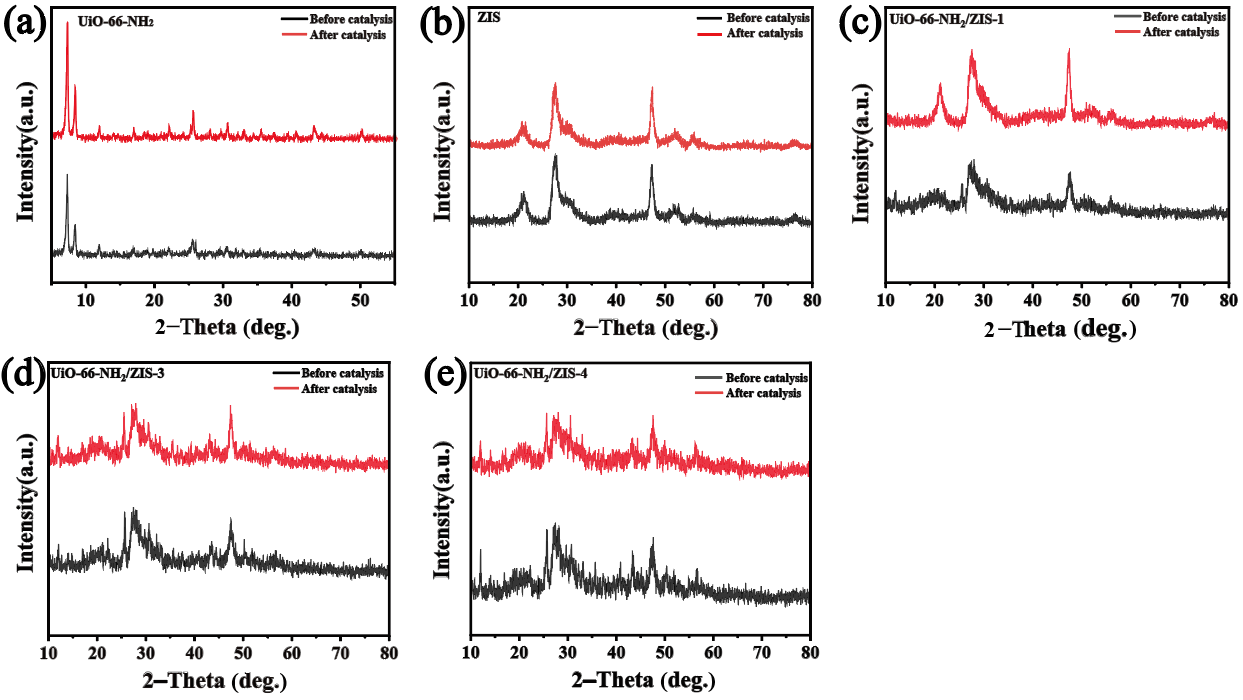 (a)
UiO-66-NH₂
Before catalysis
After catalysis
Intensity(a.u.)
10 20 30 40 50
2−Theta (deg.)
(b)
ZIS
Before catalysis
After catalysis
Intensity(a.u.)
10 20 30 40 50 60 70 80
2−Theta (deg.)
(c)
UiO-66-NH₂/ZIS-1
Before catalysis
After catalysis
Intensity(a.u.)
10 20 30 40 50 60 70 80
2−Theta (deg.)
(d)
UiO-66-NH₂/ZIS-3
Before catalysis
After catalysis
Intensity(a.u.)
10 20 30 40 50 60 70 80
2−Theta (deg.)
(e)
UiO-66-NH₂/ZIS-4
Before catalysis
After catalysis
Intensity(a.u.)
10 20 30 40 50 60 70 80
2−Theta (deg.)